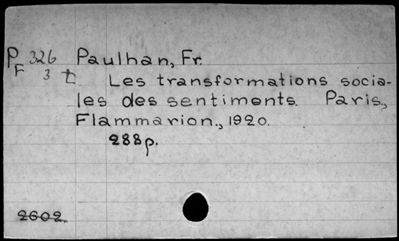 P 326 Paulhan, Fr.
F 3 t Les transformations socia-
les des sentiments. Paris,
Flammarion., 1920.
288p.
2602.